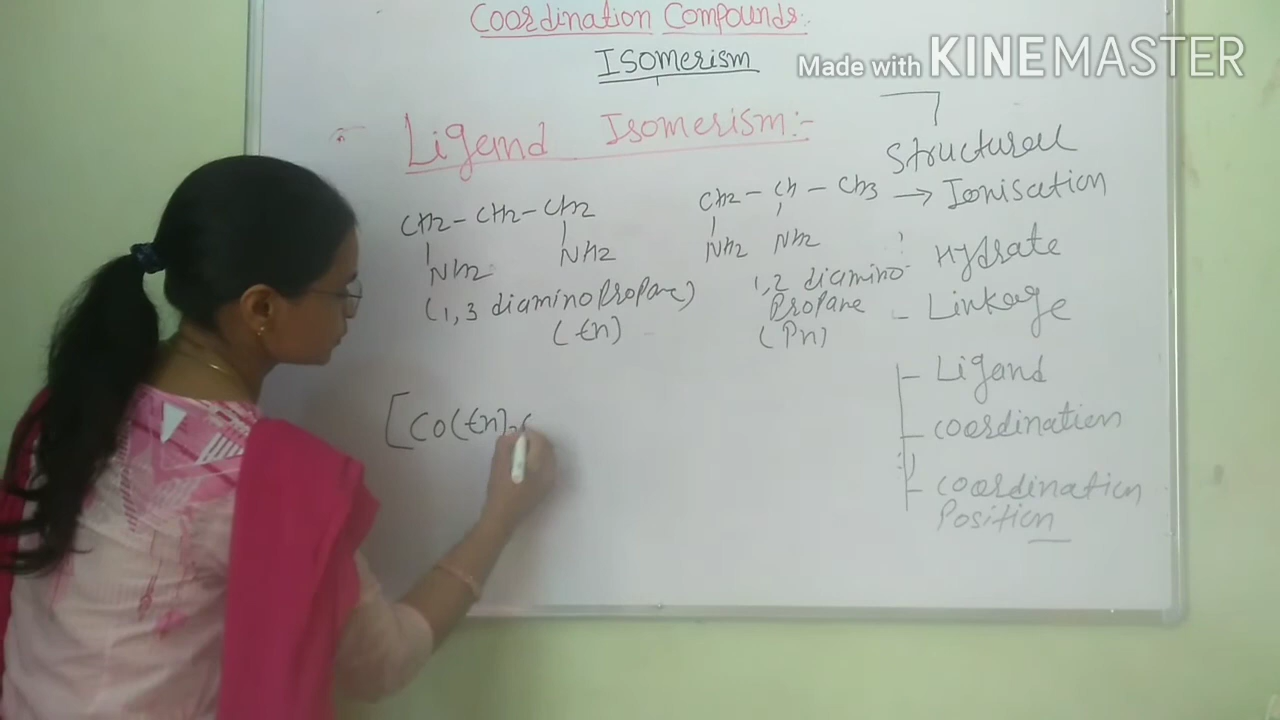 Coordination Compounds:
Isomerism
Made with KINEMASTER
Ligand Isomerism:-
Structural
→ Ionisation
Hydrate
- Linkage
- Ligand
- Coordination
- Coordination
Position
CH2 - CH2 - CH2
NH2 NH2
(1,3 diaminopropane)
(tn)
CH2 - CH - CH3
NH2 NH2
1,2 diamino
Propane
(Pn)
[Co(tn)2